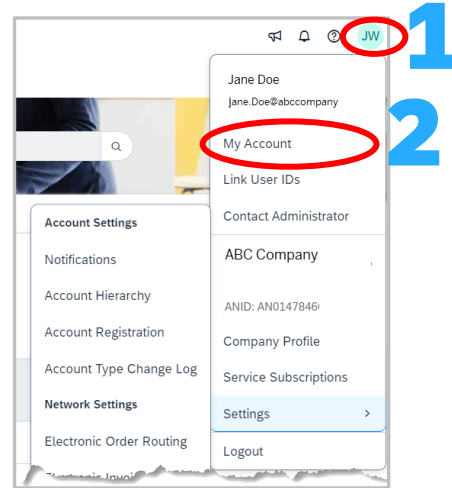 JW
1
Jane Doe
Jane.Doe@abccompany
2
My Account
Link User IDs
Contact Administrator
ABC Company
ANID: AN0147846
Company Profile
Service Subscriptions
Settings
Logout
Account Settings
Notifications
Account Hierarchy
Account Registration
Account Type Change Log
Network Settings
Electronic Order Routing